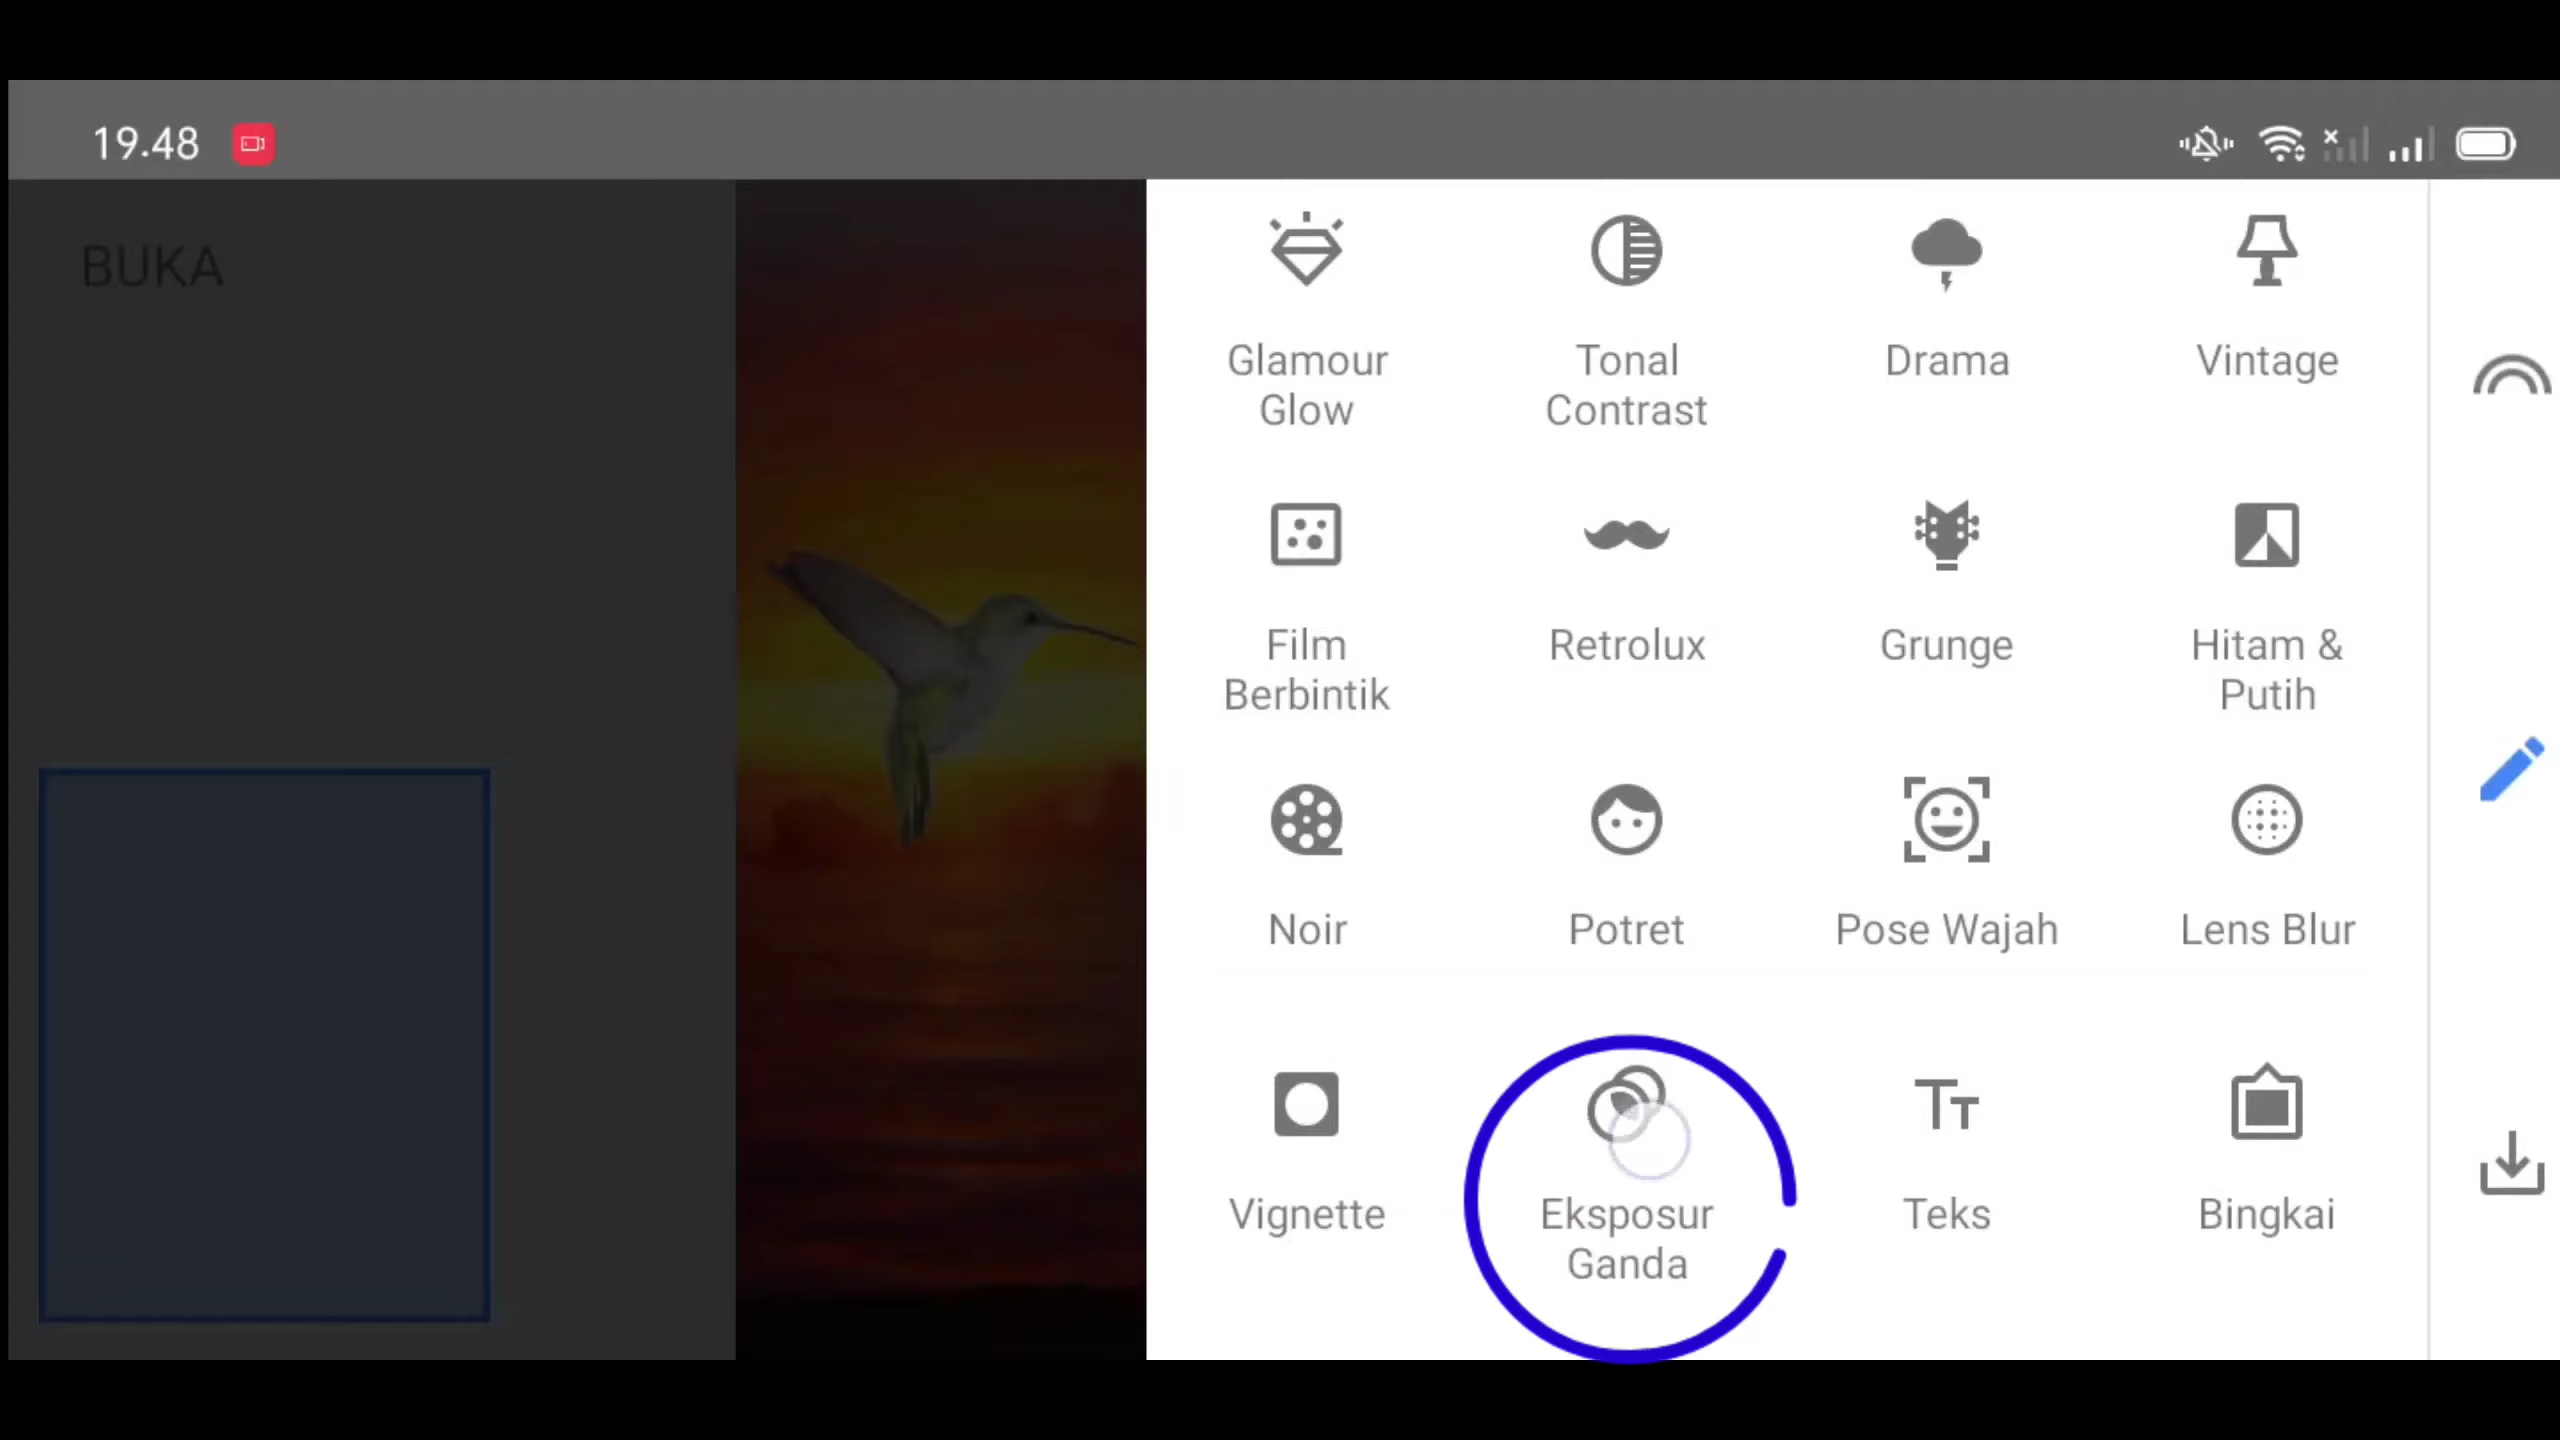 19.48
BUKA
Glamour
Glow
Tonal
Contrast
Drama
Vintage
Film
Berbintik
Retrolux
Grunge
Hitam &
Putih
Noir
Potret
Pose Wajah
Lens Blur
Vignette
Eksposur
Ganda
Teks
Bingkai